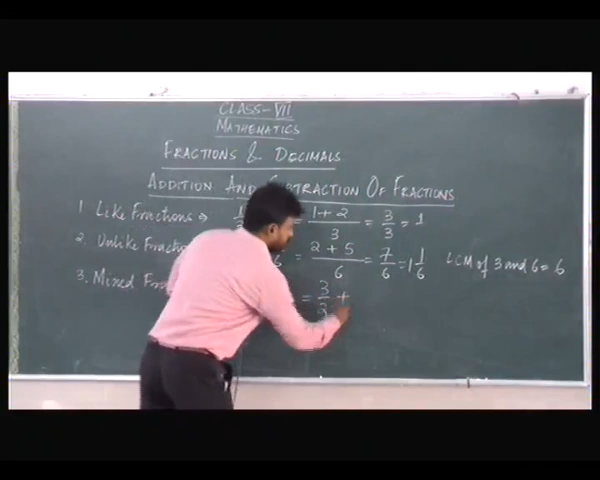 CLASS-VII
MATHEMATICS
FRACTIONS & DECIMALS
ADDITION AND SUBTRACTION OF FRACTIONS
1 Like Fractions → = 1+2/3 = 3/3 = 1
2. Unlike = 2+5/6 = 7/6 = 1 1/6 LCM of 3 and 6 = 6
3. Mixed = 3/3 +